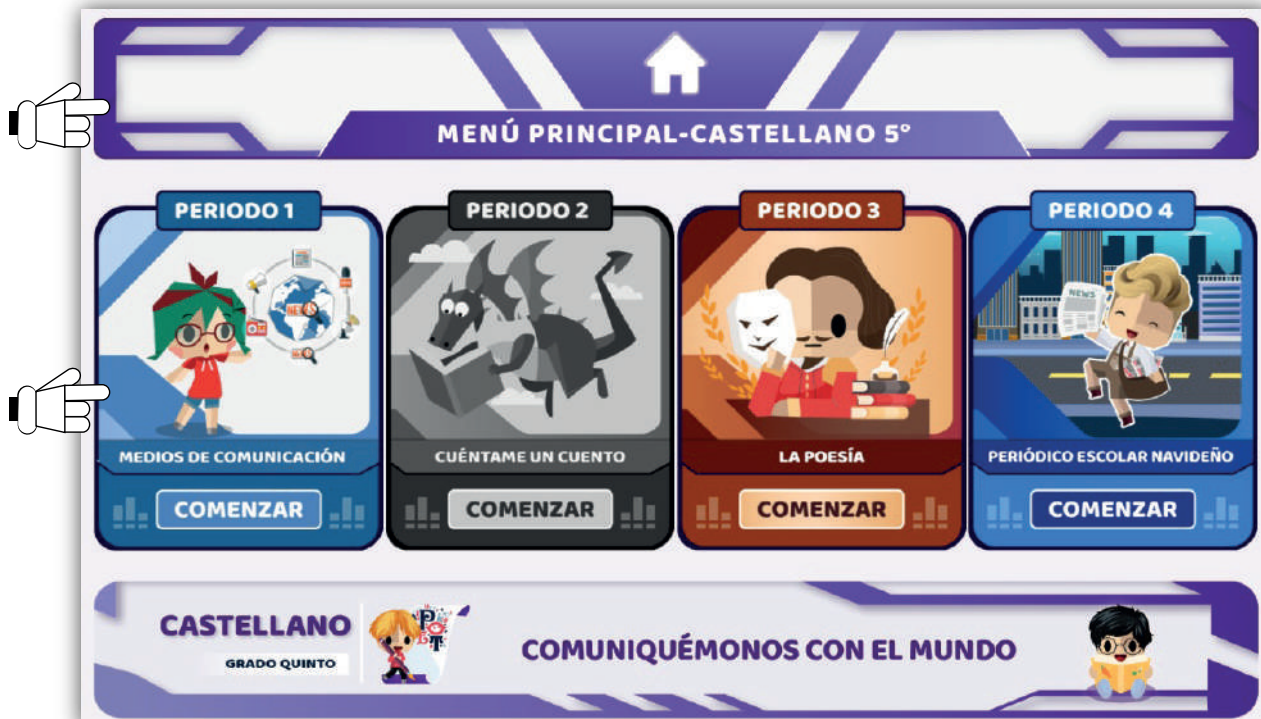 MENÚ PRINCIPAL-CASTELLANO 5°
PERIODO 1
PERIODO 2
PERIODO 3
PERIODO 4
NEWS
MEDIOS DE COMUNICACIÓN
CUÉNTAME UN CUENTO
LA POESÍA
PERIÓDICO ESCOLAR NAVIDEÑO
COMENZAR
COMENZAR
COMENZAR
COMENZAR
CASTELLANO
GRADO QUINTO
COMUNIQUÉMONOS CON EL MUNDO